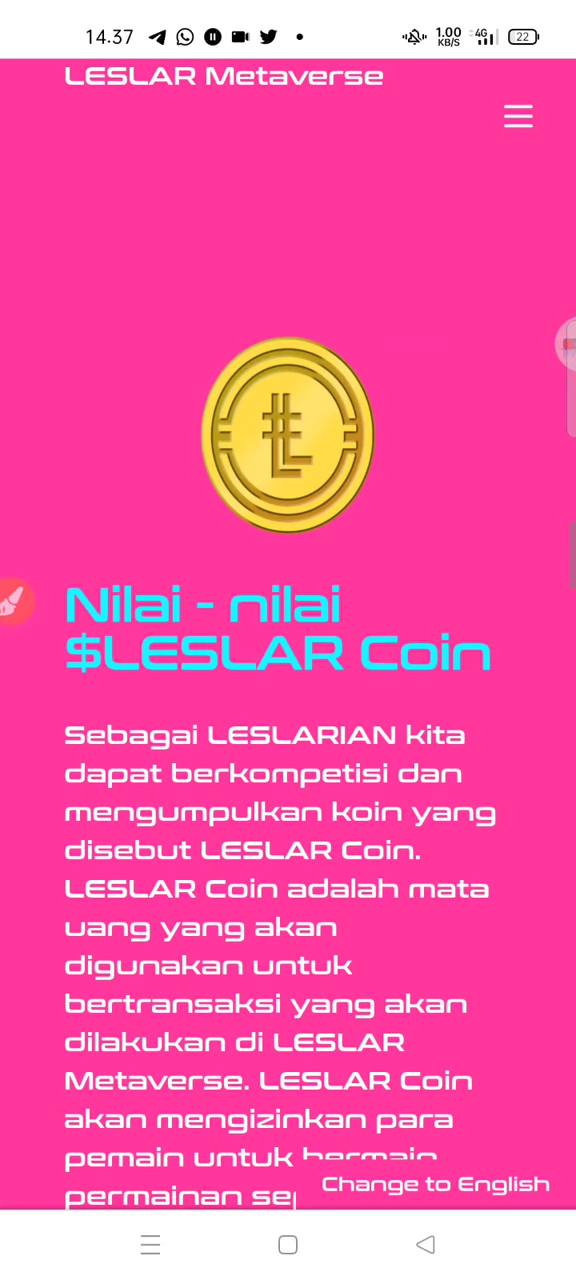 14.37
1.00
KB/S
4G
22
LESLAR Metaverse
Nilai - nilai
$LESLAR Coin
Sebagai LESLARIAN kita
dapat berkompetisi dan
mengumpulkan koin yang
disebut LESLAR Coin.
LESLAR Coin adalah mata
uang yang akan
digunakan untuk
bertransaksi yang akan
dilakukan di LESLAR
Metaverse. LESLAR Coin
akan mengizinkan para
pemain untuk bermain
permainan
Change to English